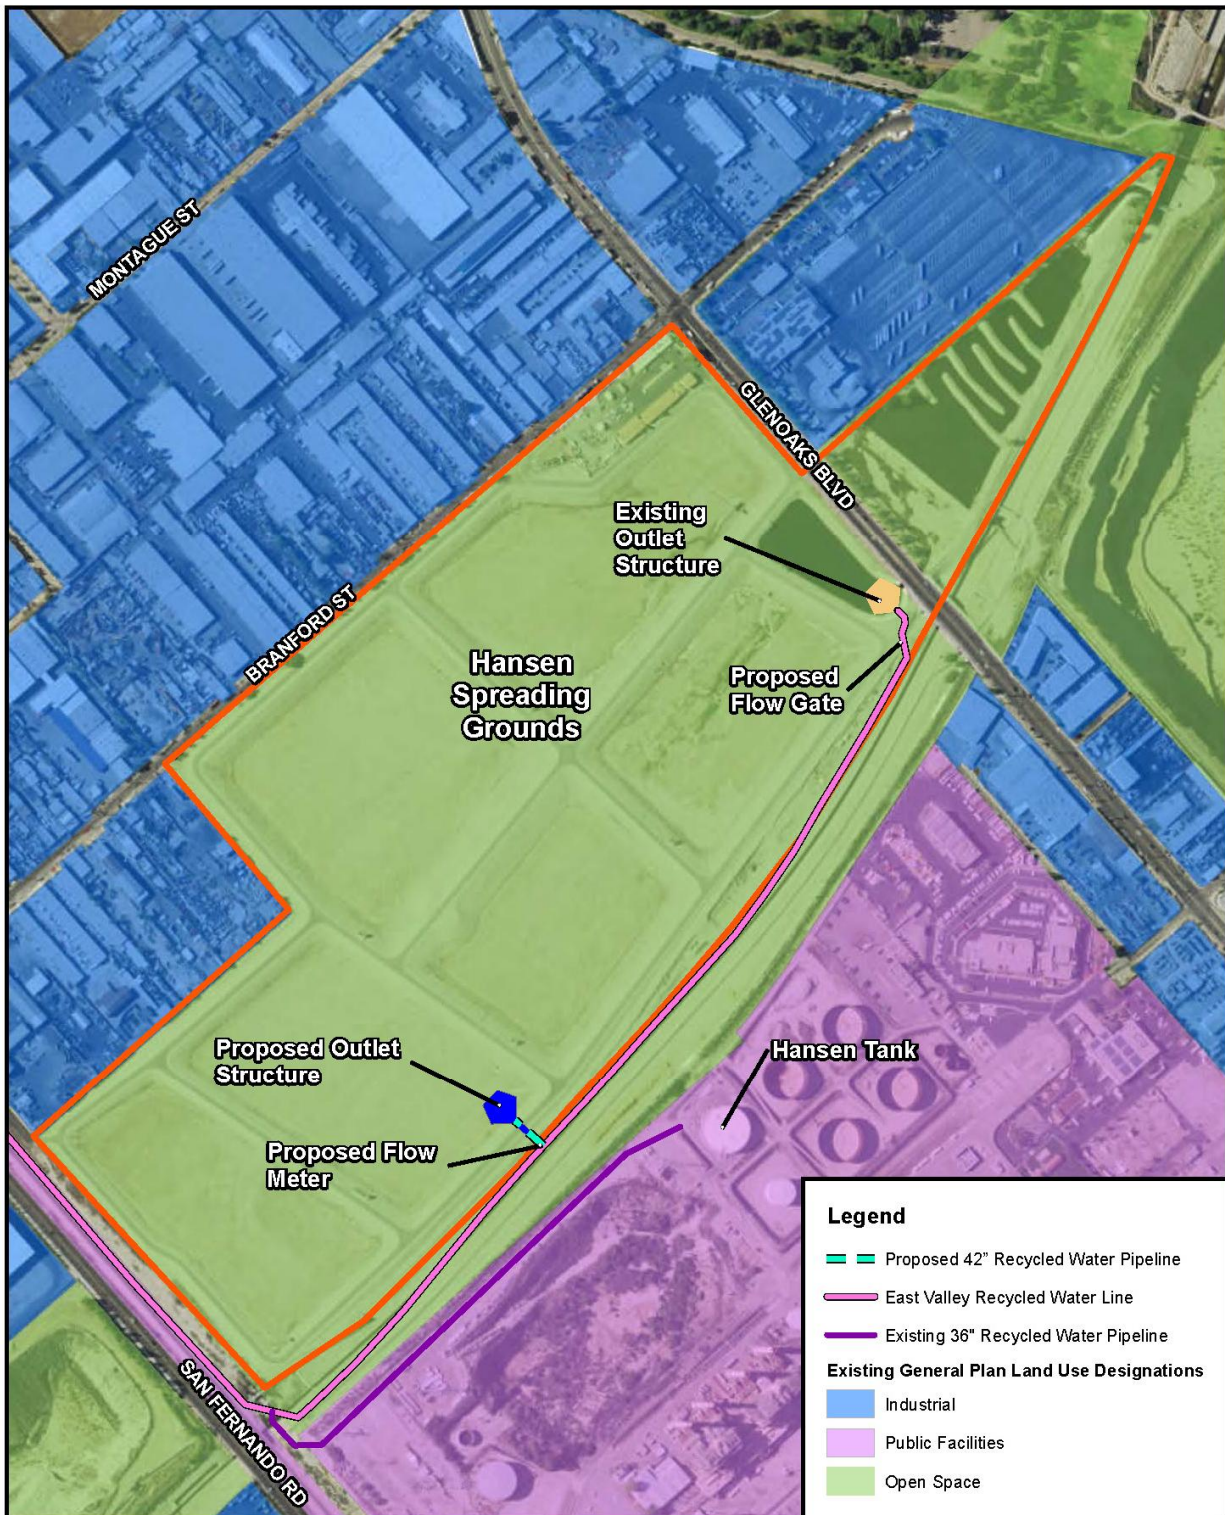 MONTAGUE ST
GLENOAKS BLVD
Existing
Outlet
Structure
BRANFORD ST
Hansen
Spreading
Grounds
Proposed
Flow Gate
Proposed Outlet
Structure
Hansen Tank
Proposed Flow
Meter
SAN FERNANDO RD
Legend
Proposed 42” Recycled Water Pipeline
East Valley Recycled Water Line
Existing 36" Recycled Water Pipeline
Existing General Plan Land Use Designations
Industrial
Public Facilities
Open Space